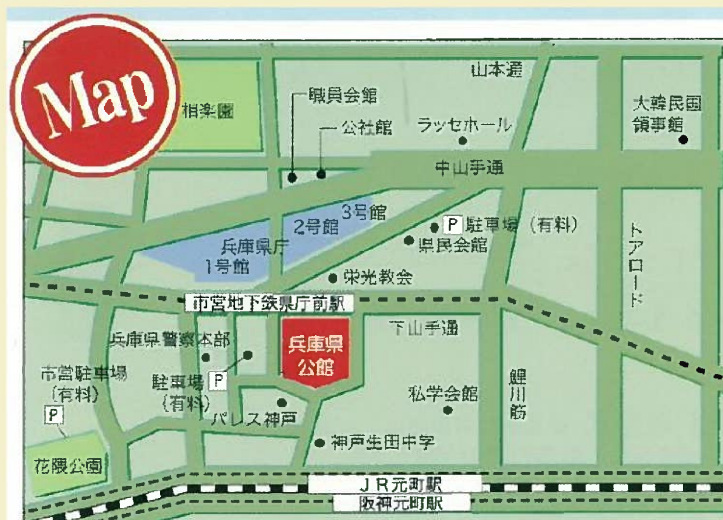 Map
相楽園
職員会館
公社館
山本通
ラッセホール
大韓民国
領事館
中山手通
3号館
2号館
兵庫県庁
1号館
P 駐車場（有料）
県民会館
トアロード
栄光教会
市営地下鉄県庁前駅
兵庫県警察本部
兵庫県
公館
下山手通
市営駐車場
（有料）
P
駐車場 P
（有料）
パレス神戸
私学会館
鯉川筋
神戸生田中学
花隈公園
JR元町駅
阪神元町駅